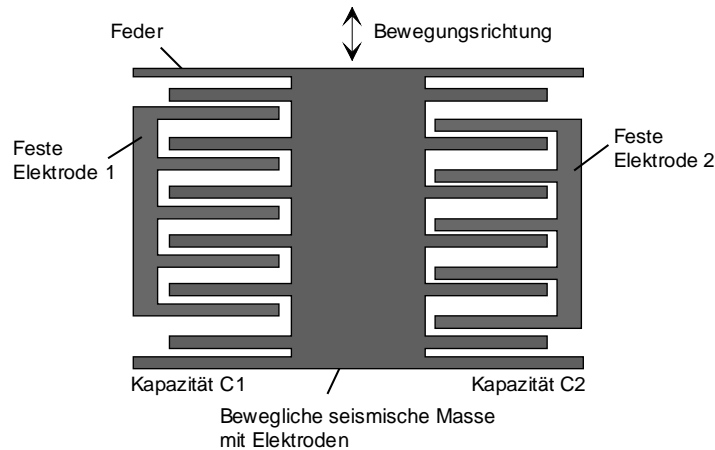 Feder
Bewegungsrichtung
Feste
Elektrode 1
Feste
Elektrode 2
Kapazität C1
Kapazität C2
Bewegliche seismische Masse
mit Elektroden